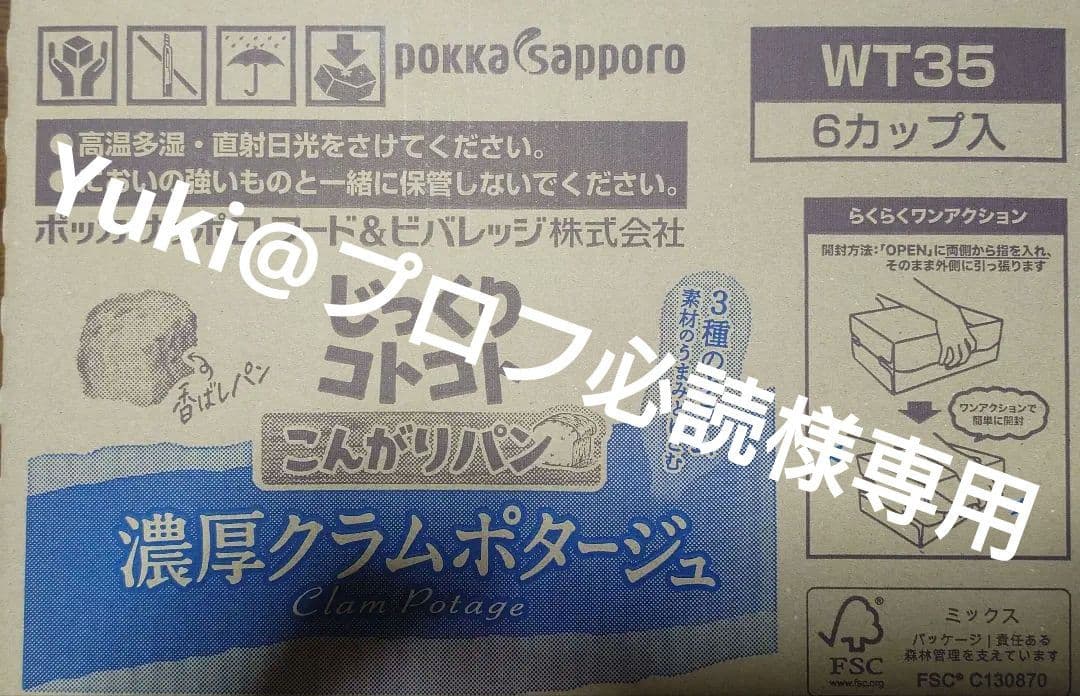 pokka sapporo
WT35
6カップ入
高温多湿・直射日光をさけてください。
においの強いものと一緒に保管しないでください。
ポッカサッポロフード&ビバレッジ株式会社
らくらくワンアクション
開封方法:「OPEN」に両側から指を入れ、
そのまま外側に引っ張ります
じっくり
コトコト
3種の
素材のうまみと
香ばしパン
こんがりパン
ワンアクションで
簡単に開封
Yuki@プロフ必読様専用
濃厚クラムポタージュ
Clam Potage
FSC
www.fsc.org
ミックス
パッケージ|責任ある
森林管理を支えています
FSC® C130870